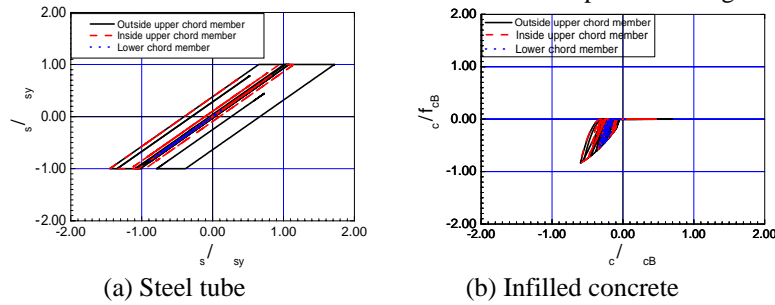 Outside upper chord member
Inside upper chord member
Lower chord member
2.00
1.00
0.00
-1.00
-2.00
s/ sy
-2.00 -1.00 0.00 1.00 2.00
s/ sy
(a) Steel tube
Outside upper chord member
Inside upper chord member
Lower chord member
2.00
1.00
0.00
-1.00
-2.00
c/fcB
-2.00 -1.00 0.00 1.00 2.00
c/ cB
(b) Infilled concrete